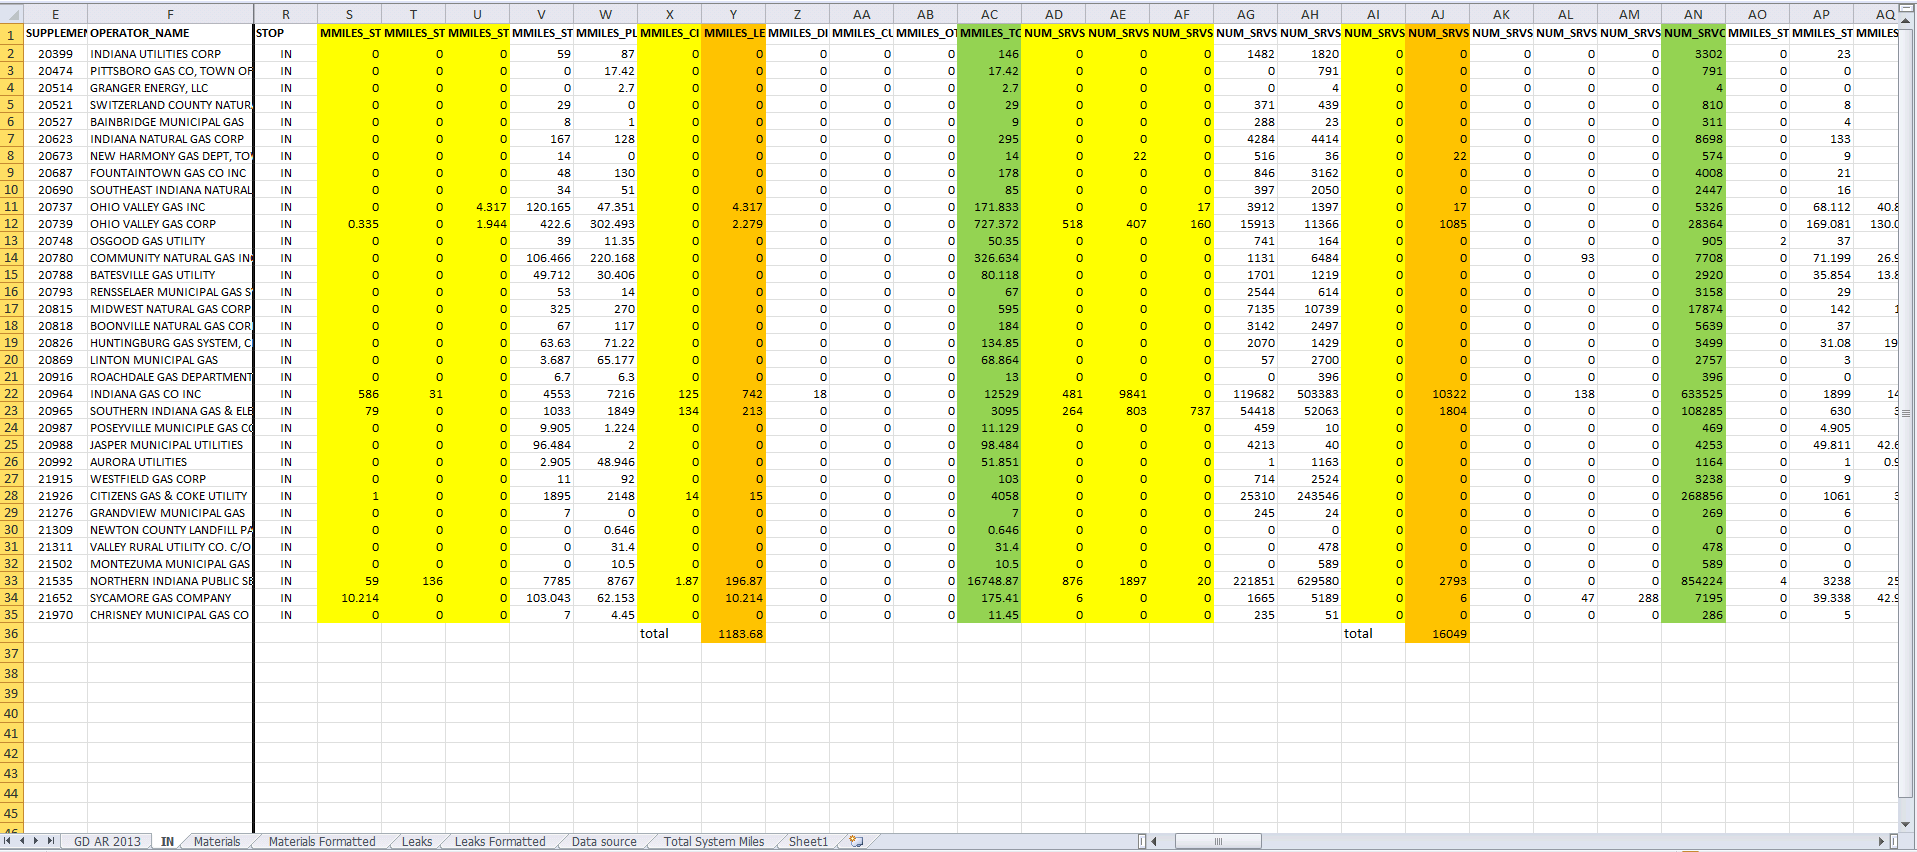 E F R S T U V W X Y Z AA AB AC AD AE AF AG AH AI AJ AK AL AM AN AO AP AQ
1 SUPPLEMEN OPERATOR_NAME STOP MMILES_ST MMILES_ST MMILES_ST MMILES_ST MMILES_PL MMILES_CI MMILES_LE MMILES_DI MMILES_CU MMILES_OT MMILES_TO NUM_SRVS NUM_SRVS NUM_SRVS NUM_SRVS NUM_SRVS NUM_SRVS NUM_SRVS NUM_SRVS NUM_SRVS NUM_SRVS NUM_SRVC MMILES_ST MMILES_ST MMILES
2 20399 INDIANA UTILITIES CORP IN 0 0 0 59 87 0 0 0 0 0 146 0 0 0 1482 1820 0 0 0 0 0 3302 0 23
3 20474 PITTSBORO GAS CO, TOWN OF IN 0 0 0 0 17.42 0 0 0 0 0 17.42 0 0 0 0 791 0 0 0 0 0 791 0 0
4 20514 GRANGER ENERGY, LLC IN 0 0 0 0 2.7 0 0 0 0 0 2.7 0 0 0 0 4 0 0 0 0 0 4 0 0
5 20521 SWITZERLAND COUNTY NATURA IN 0 0 0 29 0 0 0 0 0 0 29 0 0 0 371 439 0 0 0 0 0 810 0 8
6 20527 BAINBRIDGE MUNICIPAL GAS IN 0 0 0 8 1 0 0 0 0 0 9 0 0 0 288 23 0 0 0 0 0 311 0 4
7 20623 INDIANA NATURAL GAS CORP IN 0 0 0 167 128 0 0 0 0 0 295 0 0 0 4284 4414 0 0 0 0 0 8698 0 133
8 20673 NEW HARMONY GAS DEPT, TO IN 0 0 0 14 0 0 0 0 0 0 14 0 22 0 516 36 0 22 0 0 0 574 0 9
9 20687 FOUNTAINTOWN GAS CO INC IN 0 0 0 48 130 0 0 0 0 0 178 0 0 0 846 3162 0 0 0 0 0 4008 0 21
10 20690 SOUTHEAST INDIANA NATURAL IN 0 0 0 34 51 0 0 0 0 0 85 0 0 0 397 2050 0 0 0 0 0 2447 0 16
11 20737 OHIO VALLEY GAS INC IN 0 0 4.317 120.165 47.351 0 4.317 0 0 0 171.833 0 0 17 3912 1397 0 17 0 0 0 5326 0 68.112 40.8
12 20739 OHIO VALLEY GAS CORP IN 0.335 0 1.944 422.6 302.493 0 2.279 0 0 0 727.372 518 407 160 15913 11366 0 1085 0 0 0 28364 0 169.081 130.0
13 20748 OSGOOD GAS UTILITY IN 0 0 0 39 11.35 0 0 0 0 0 50.35 0 0 0 741 164 0 0 0 0 0 905 2 37
14 20780 COMMUNITY NATURAL GAS IN IN 0 0 0 106.466 220.168 0 0 0 0 0 326.634 0 0 0 1131 6484 0 0 0 93 0 7708 0 71.199 26.9
15 20788 BATESVILLE GAS UTILITY IN 0 0 0 49.712 30.406 0 0 0 0 0 80.118 0 0 0 1701 1219 0 0 0 0 0 2920 0 35.854 13.8
16 20793 RENSSELAER MUNICIPAL GAS S IN 0 0 0 53 14 0 0 0 0 0 67 0 0 0 2544 614 0 0 0 0 0 3158 0 29
17 20815 MIDWEST NATURAL GAS CORP IN 0 0 0 325 270 0 0 0 0 0 595 0 0 0 7135 10739 0 0 0 0 0 17874 0 142 1
18 20818 BOONVILLE NATURAL GAS COR IN 0 0 0 67 117 0 0 0 0 0 184 0 0 0 3142 2497 0 0 0 0 0 5639 0 37
19 20826 HUNTINGBURG GAS SYSTEM, C IN 0 0 0 63.63 71.22 0 0 0 0 0 134.85 0 0 0 2070 1429 0 0 0 0 0 3499 0 31.08 19
20 20869 LINTON MUNICIPAL GAS IN 0 0 0 3.687 65.177 0 0 0 0 0 68.864 0 0 0 57 2700 0 0 0 0 0 2757 0 3
21 20916 ROACHDALE GAS DEPARTMENT IN 0 0 0 6.7 6.3 0 0 0 0 0 13 0 0 0 0 396 0 0 0 0 0 396 0 0
22 20964 INDIANA GAS CO INC IN 586 31 0 4553 7216 125 742 18 0 0 12529 481 9841 0 119682 503383 0 10322 0 138 0 633525 0 1899 14
23 20965 SOUTHERN INDIANA GAS & ELE IN 79 0 0 1033 1849 134 213 0 0 0 3095 264 803 737 54418 52063 0 1804 0 0 0 108285 0 630 3
24 20987 POSEYVILLE MUNICIPLE GAS CO IN 0 0 0 9.905 1.224 0 0 0 0 0 11.129 0 0 0 459 10 0 0 0 0 0 469 0 4.905
25 20988 JASPER MUNICIPAL UTILITIES IN 0 0 0 96.484 2 0 0 0 0 0 98.484 0 0 0 4213 40 0 0 0 0 0 4253 0 49.811 42.6
26 20992 AURORA UTILITIES IN 0 0 0 2.905 48.946 0 0 0 0 0 51.851 0 0 0 1 1163 0 0 0 0 0 1164 0 1 0.9
27 21915 WESTFIELD GAS CORP IN 0 0 0 11 92 0 0 0 0 0 103 0 0 0 714 2524 0 0 0 0 0 3238 0 9
28 21926 CITIZENS GAS & COKE UTILITY IN 1 0 0 1895 2148 14 15 0 0 0 4058 0 0 0 25310 243546 0 0 0 0 0 268856 0 1061 3
29 21276 GRANDVIEW MUNICIPAL GAS IN 0 0 0 7 0 0 0 0 0 0 7 0 0 0 245 24 0 0 0 0 0 269 0 6
30 21309 NEWTON COUNTY LANDFILL PA IN 0 0 0 0 0.646 0 0 0 0 0 0.646 0 0 0 0 0 0 0 0 0 0 0 0 0
31 21311 VALLEY RURAL UTILITY CO. C/O IN 0 0 0 0 31.4 0 0 0 0 0 31.4 0 0 0 0 478 0 0 0 0 0 478 0 0
32 21502 MONTEZUMA MUNICIPAL GAS IN 0 0 0 0 10.5 0 0 0 0 0 10.5 0 0 0 0 589 0 0 0 0 0 589 0 0
33 21535 NORTHERN INDIANA PUBLIC SE IN 59 136 0 7785 8767 1.87 196.87 0 0 0 16748.87 876 1897 20 221851 629580 0 2793 0 0 0 854224 4 3238 25
34 21652 SYCAMORE GAS COMPANY IN 10.214 0 0 103.043 62.153 0 10.214 0 0 0 175.41 6 0 0 1665 5189 0 6 0 47 288 7195 0 39.338 42.9
35 21970 CHRISNEY MUNICIPAL GAS CO IN 0 0 0 7 4.45 0 0 0 0 0 11.45 0 0 0 235 51 0 0 0 0 0 286 0 5
36 total 1183.68 total 16049
37
38
39
40
41
42
43
44
45
GD AR 2013 IN Materials Materials Formatted Leaks Leaks Formatted Data source Total System Miles Sheet1